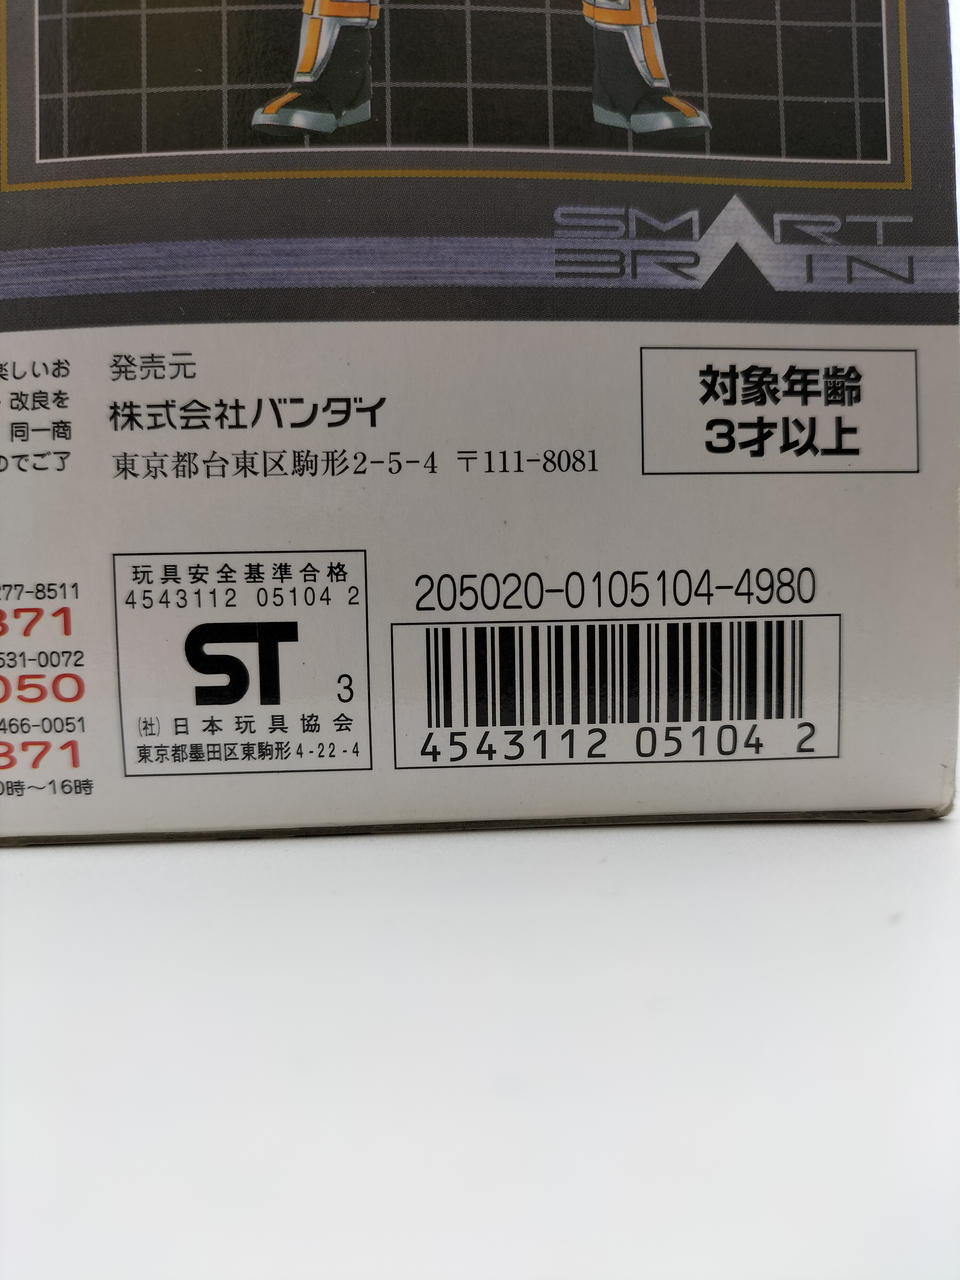 SMART
BRAIN
楽しいお
改良を
同一商
のでご了
発売元
株式会社バンダイ
東京都台東区駒形2-5-4 〒111-8081
対象年齢
3才以上
277-8511
871
531-0072
050
466-0051
871
0時～16時
玩具安全基準合格
4543112 05104 2
ST 3
(社)日本玩具協会
東京都墨田区東駒形4-22-4
205020-0105104-4980
4543112 05104 2